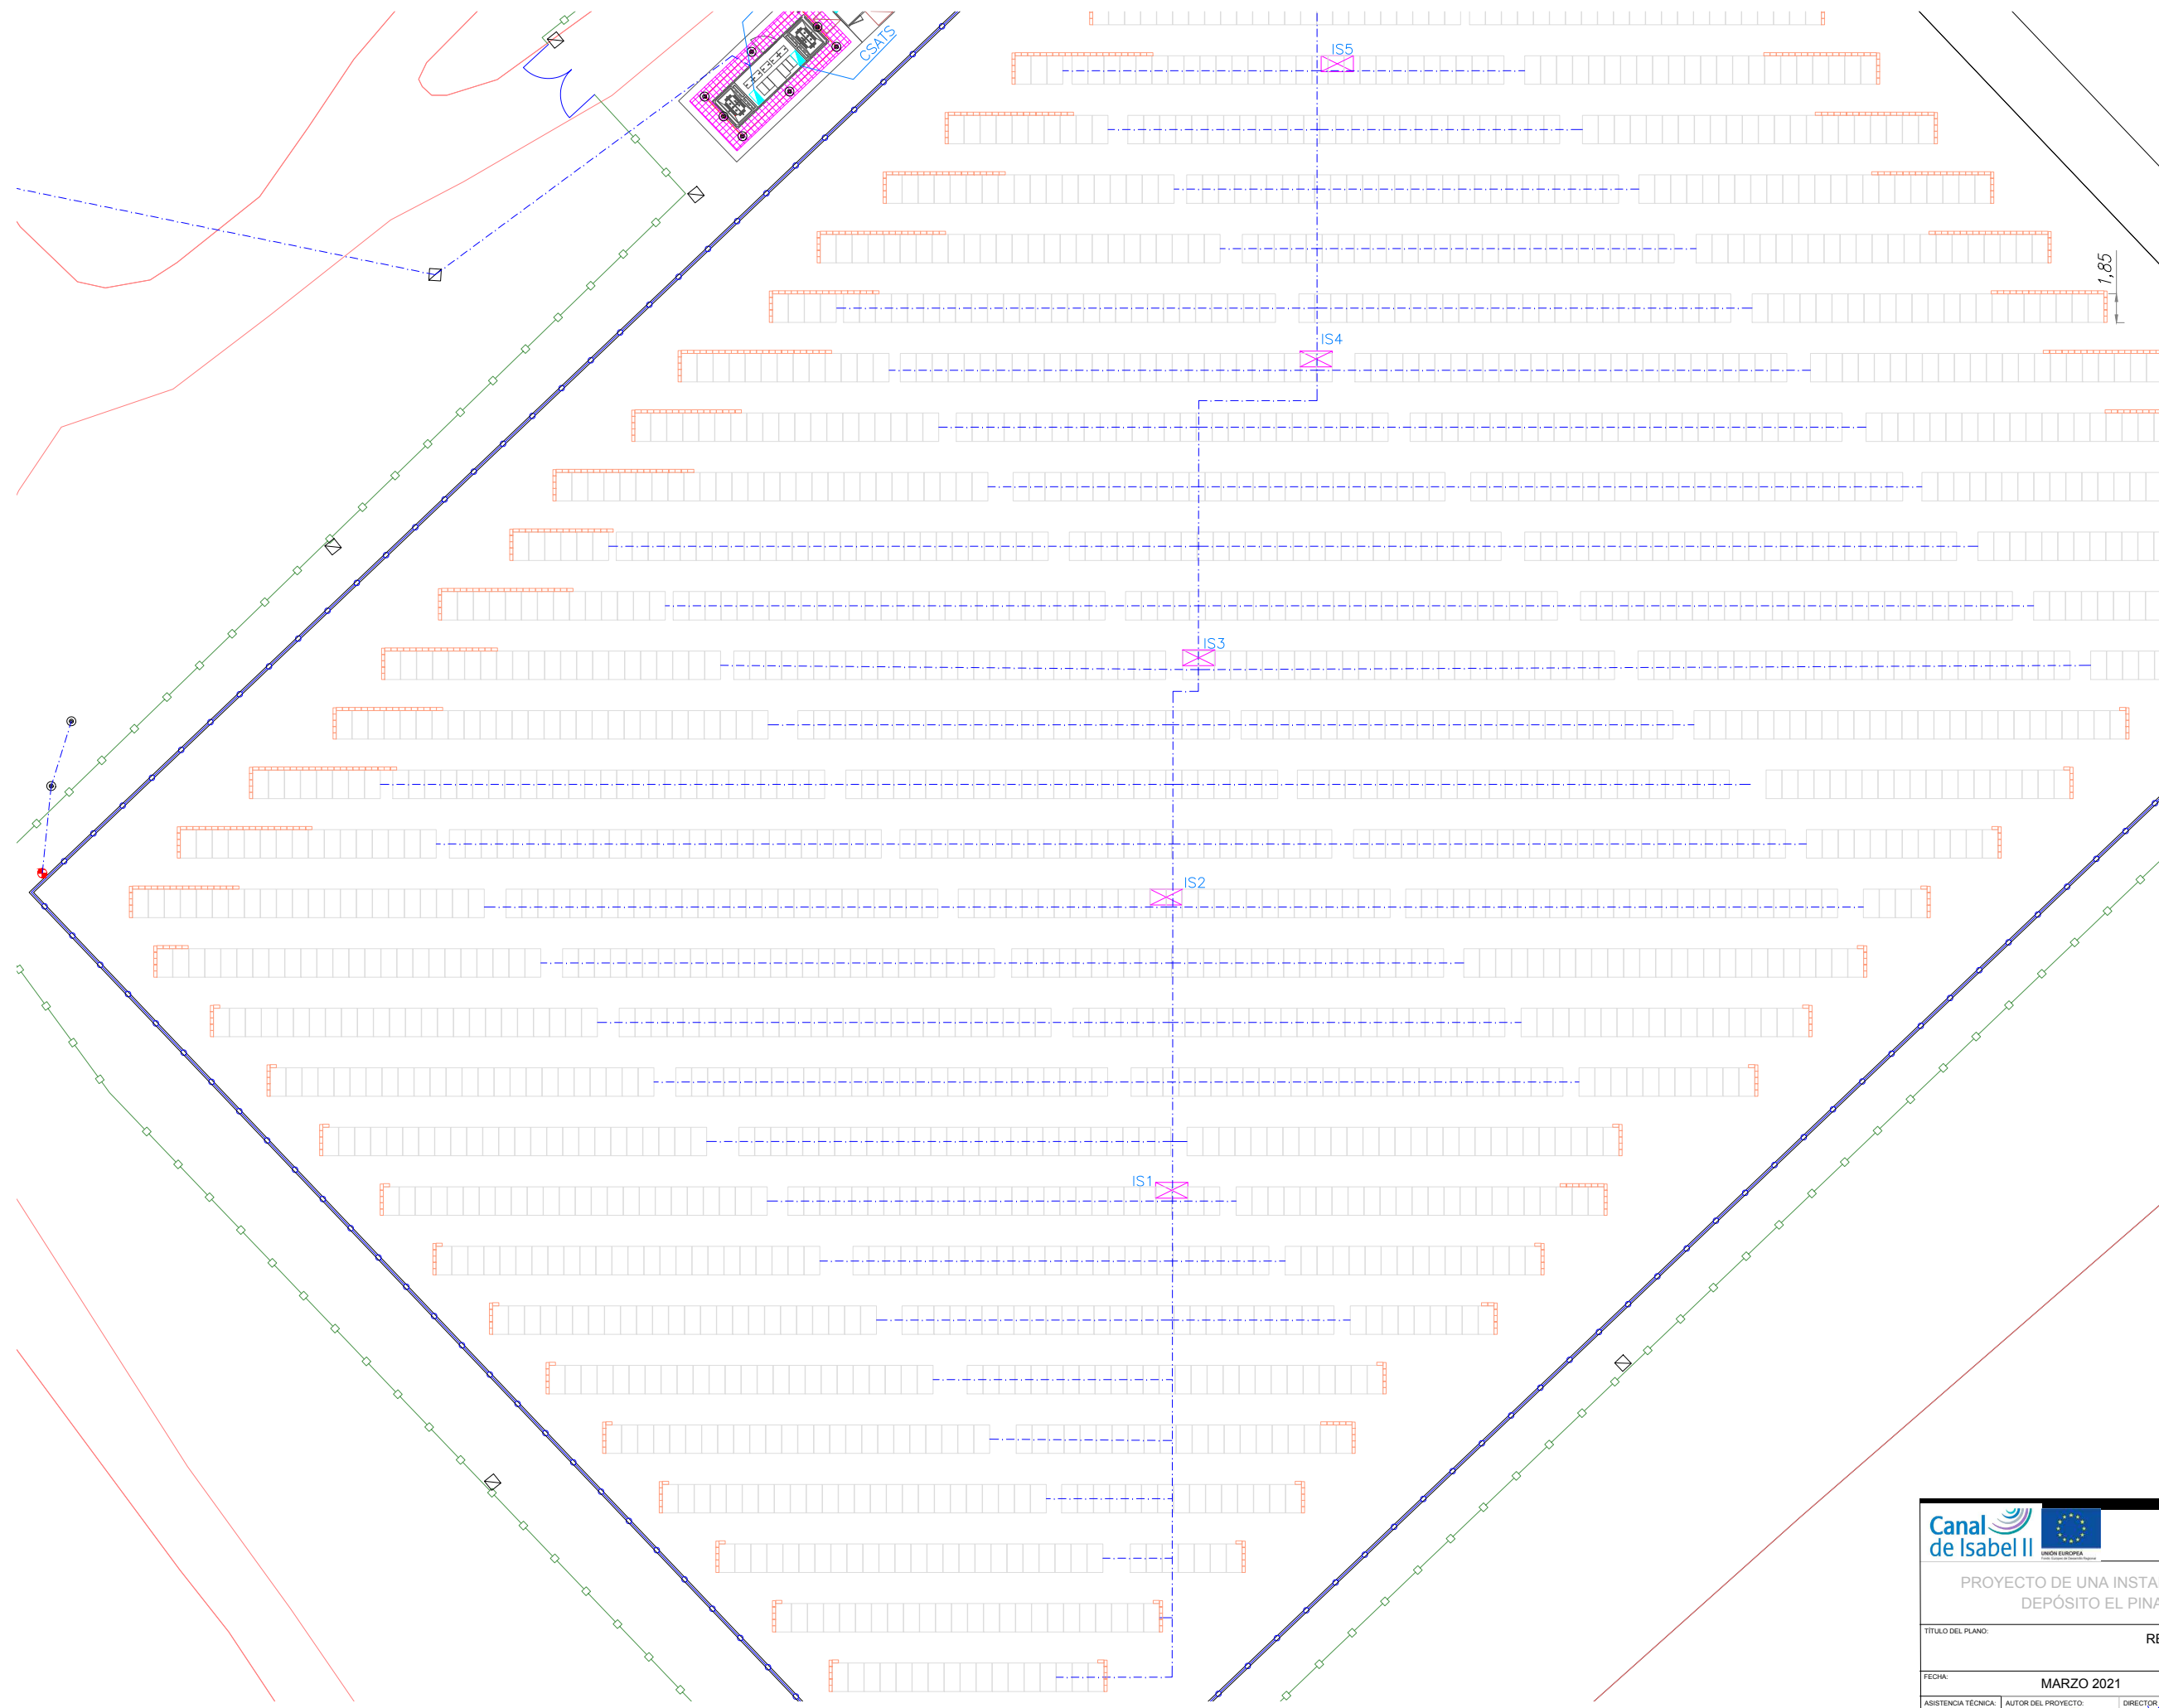 CSATS
IS5
1,85
IS4
IS3
IS2
IS1
Canal
de Isabel II
UNIÓN EUROPEA
PROYECTO DE UNA INSTA
DEPÓSITO EL PINA
TÍTULO DEL PLANO:
RE
FECHA:
MARZO 2021
ASISTENCIA TÉCNICA:
AUTOR DEL PROYECTO:
DIRECTOR